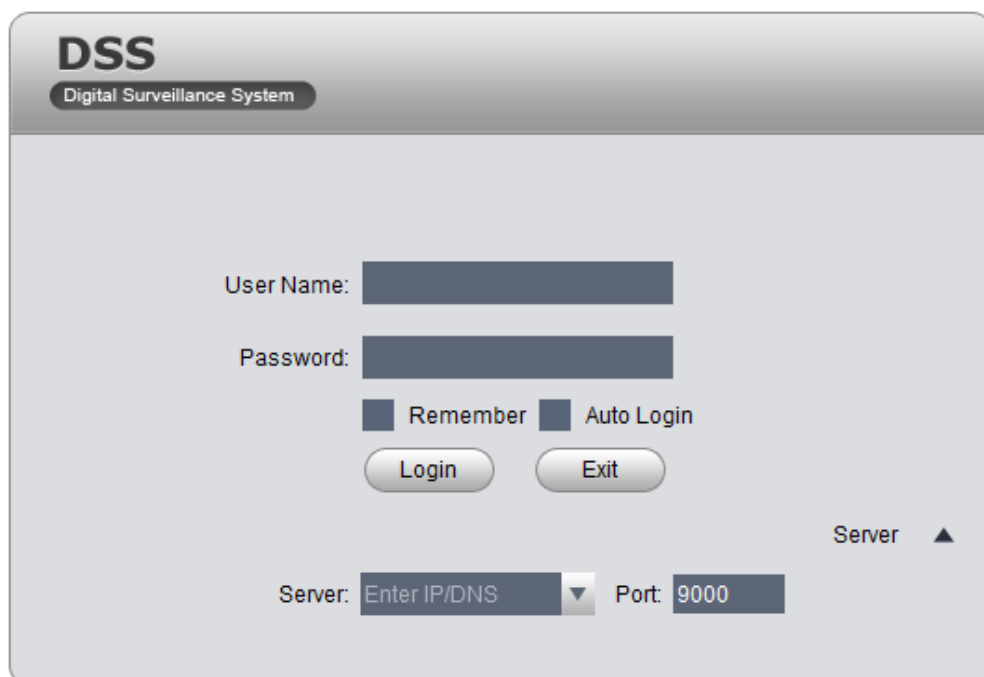 DSS
Digital Surveillance System
User Name:
Password:
Remember Auto Login
Login Exit
Server
Server: Enter IP/DNS Port: 9000